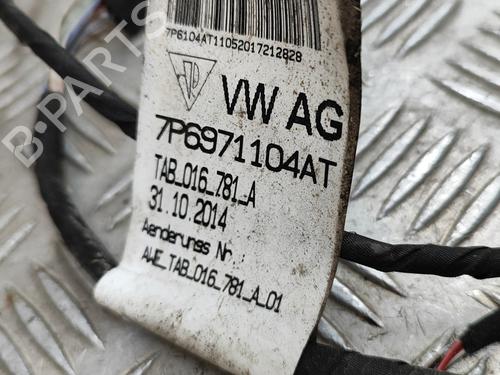 7P6104AT11052017212828
VW AG
7P6971104AT
TAB_016_781_A
31.10.2014
Aenderungs Nr.:
AWE_TAB_016_781_A_01
B-Parts